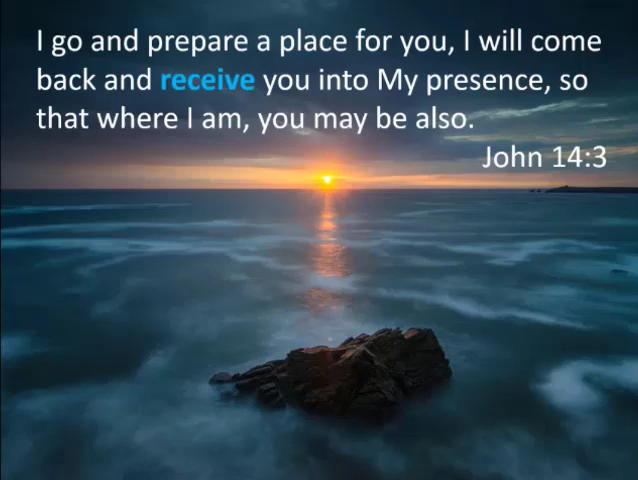 I go and prepare a place for you, I will come
back and receive you into My presence, so
that where I am, you may be also.
John 14:3